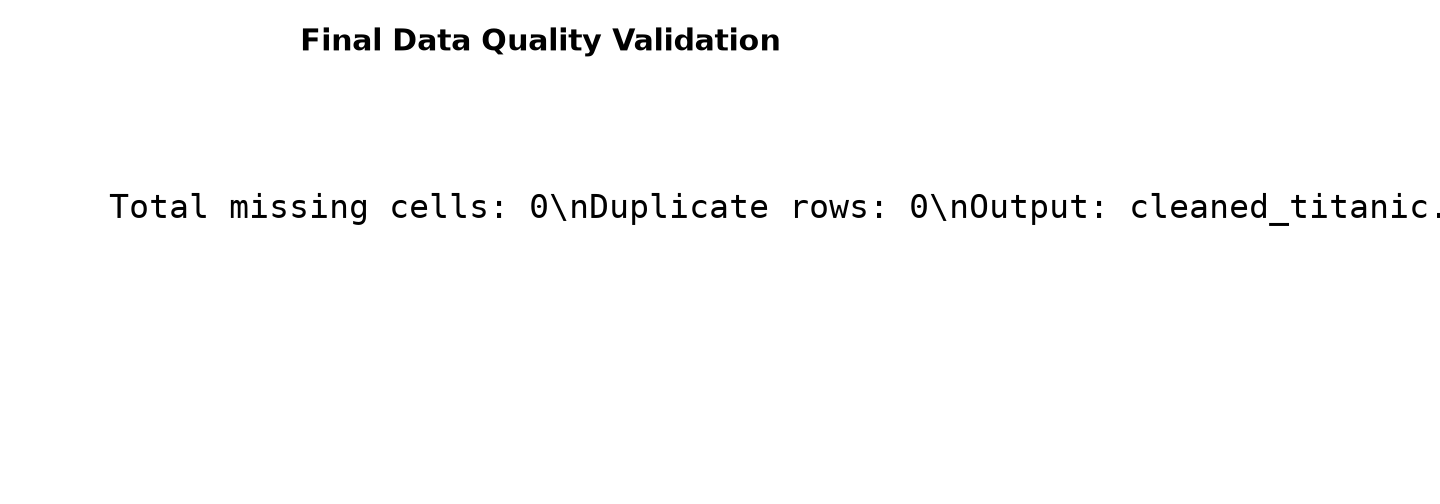 Final Data Quality Validation
Total missing cells: 0\nDuplicate rows: 0\nOutput: cleaned_titanic.